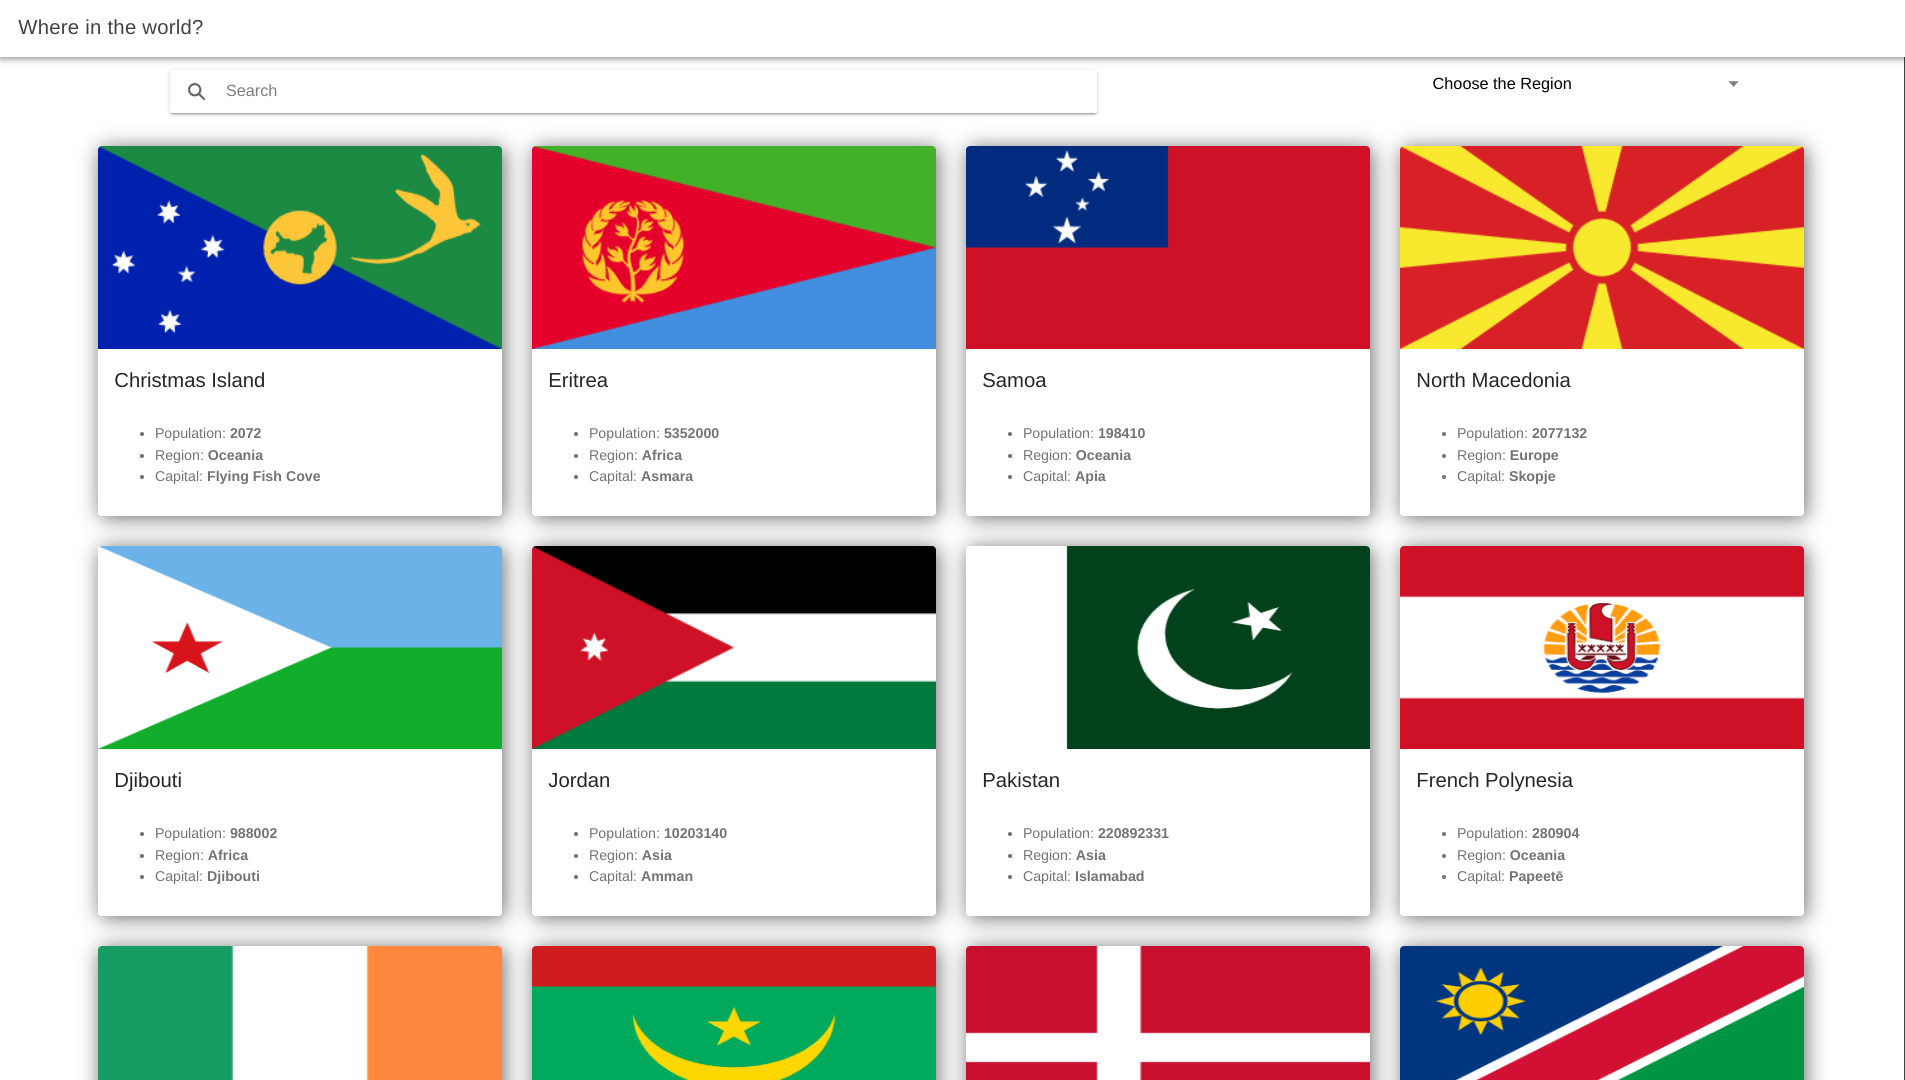 Where in the world?
Search
Choose the Region
Christmas Island
Population: 2072
Region: Oceania
Capital: Flying Fish Cove
Eritrea
Population: 5352000
Region: Africa
Capital: Asmara
Samoa
Population: 198410
Region: Oceania
Capital: Apia
North Macedonia
Population: 2077132
Region: Europe
Capital: Skopje
Djibouti
Population: 988002
Region: Africa
Capital: Djibouti
Jordan
Population: 10203140
Region: Asia
Capital: Amman
Pakistan
Population: 220892331
Region: Asia
Capital: Islamabad
French Polynesia
Population: 280904
Region: Oceania
Capital: Papeetē